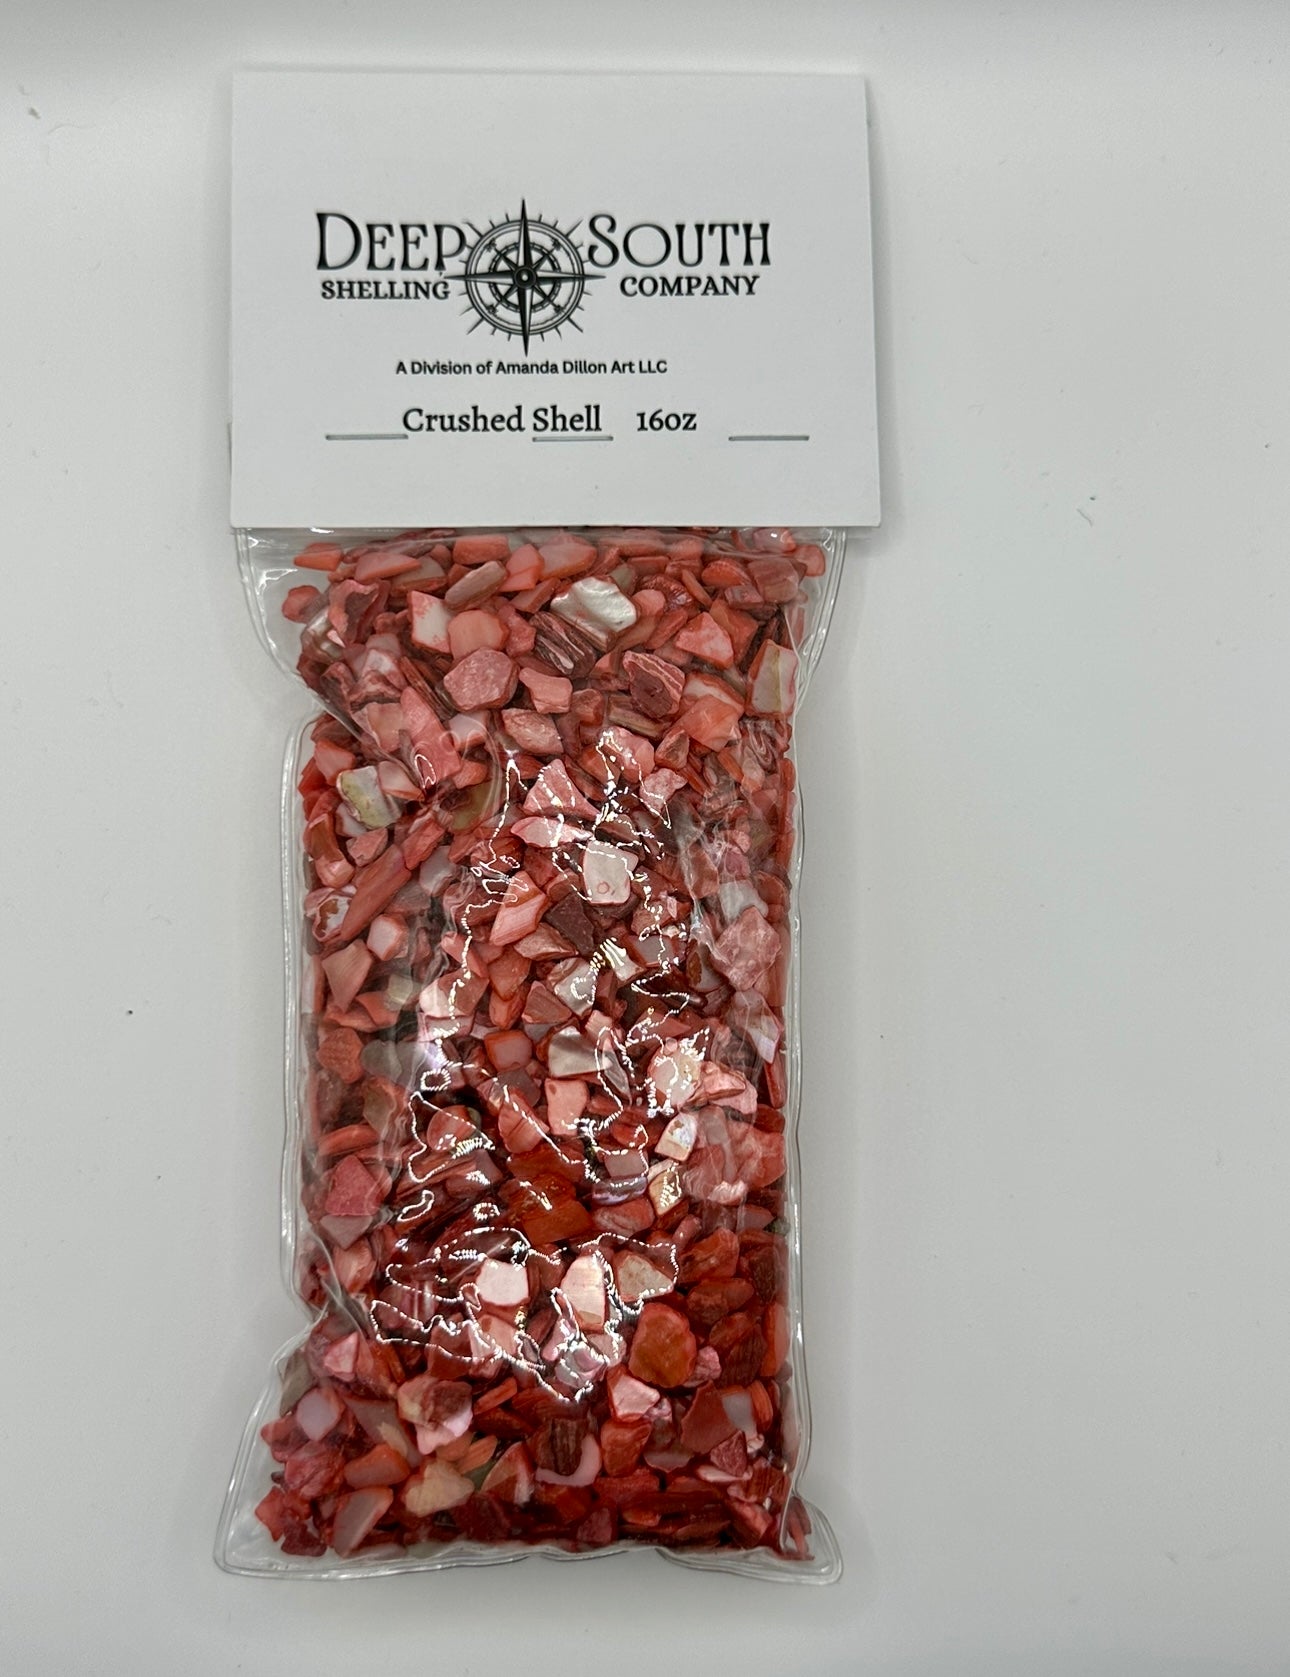 DEEP SOUTH
SHELLING COMPANY
A Division of Amanda Dillon Art LLC
Crushed Shell 16oz